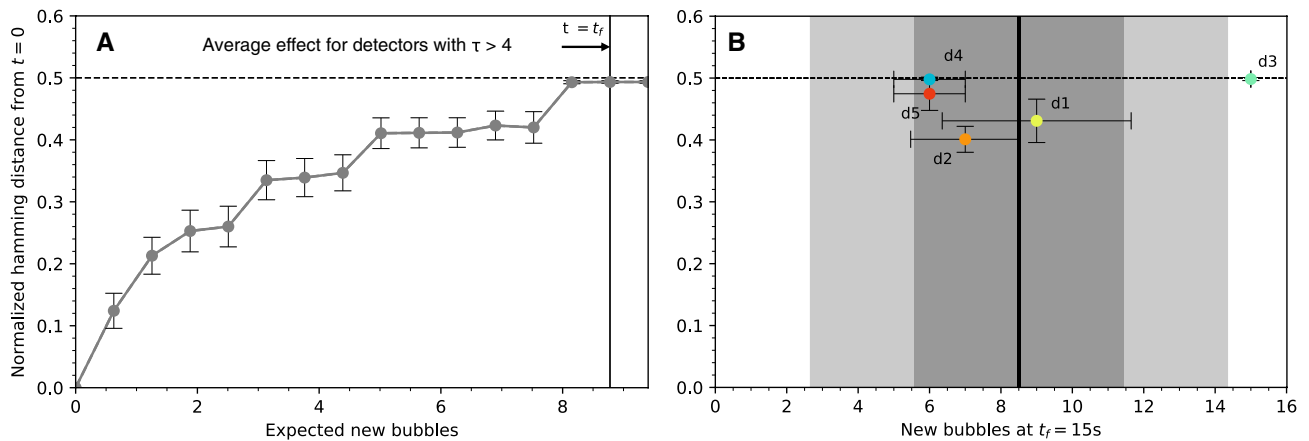 A
Average effect for detectors with τ > 4
t = t_f
Normalized hamming distance from t = 0
0.6
0.5
0.4
0.3
0.2
0.1
0.0
0 2 4 6 8
Expected new bubbles
B
d4
d3
d5
d1
d2
0.6
0.5
0.4
0.3
0.2
0.1
0.0
0 2 4 6 8 10 12 14 16
New bubbles at t_f = 15s